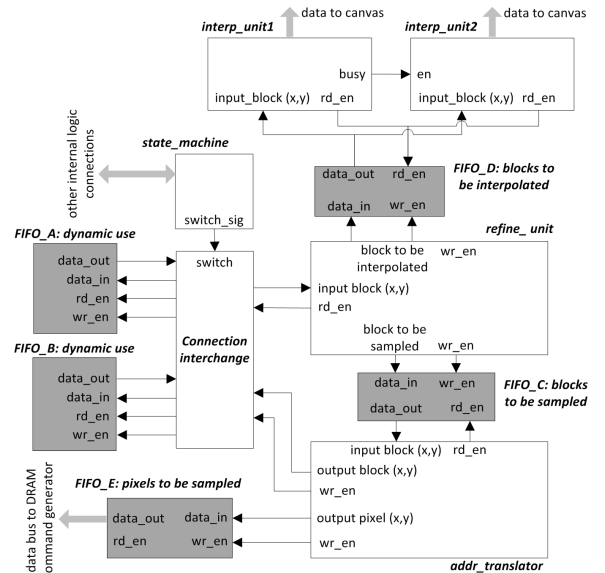 data to canvas
data to canvas
interp_unit1
interp_unit2
busy
en
input_block (x,y) rd_en
input_block (x,y) rd_en
other internal logic
connections
state_machine
switch_sig
data_out rd_en
data_in wr_en
FIFO_D: blocks to
be interpolated
refine_ unit
FIFO_A: dynamic use
data_out
data_in
rd_en
wr_en
switch
Connection
interchange
block to be
interpolated
wr_en
input block (x,y)
rd_en
block to be
sampled
wr_en
FIFO_B: dynamic use
data_out
data_in
rd_en
wr_en
data_in wr_en
data_out rd_en
FIFO_C: blocks
to be sampled
input block (x,y) rd_en
output block (x,y)
wr_en
output pixel (x,y)
wr_en
addr_translator
FIFO_E: pixels to be sampled
data_out data_in
rd_en wr_en
data bus to DRAM
ommand generator